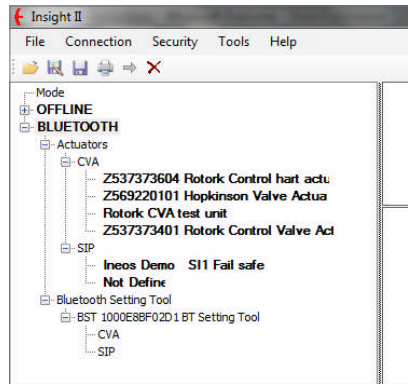 Insight II
File Connection Security Tools Help
Mode
OFFLINE
BLUETOOTH
Actuators
CVA
Z537373604 Rotork Control hart actu
Z569220101 Hopkinson Valve Actua
Rotork CVA test unit
Z537373401 Rotork Control Valve Act
SIP
Ineos Demo SI1 Fail safe
Not Define
Bluetooth Setting Tool
BST 1000E8BF02D1 BT Setting Tool
CVA
SIP